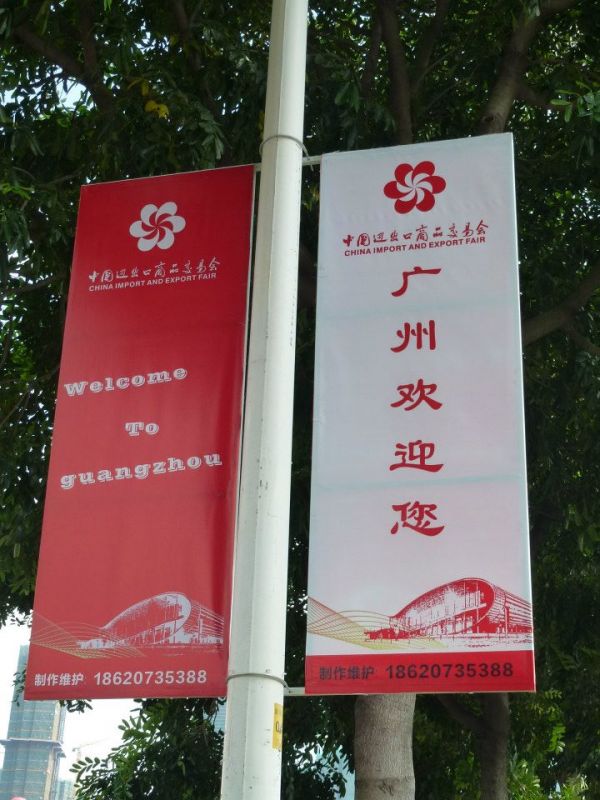 中国进出口商品交易会
CHINA IMPORT AND EXPORT FAIR
Welcome
To
guangzhou
制作维护 18620735388
中国进出口商品交易会
CHINA IMPORT AND EXPORT FAIR
广州欢迎您
制作维护 18620735388